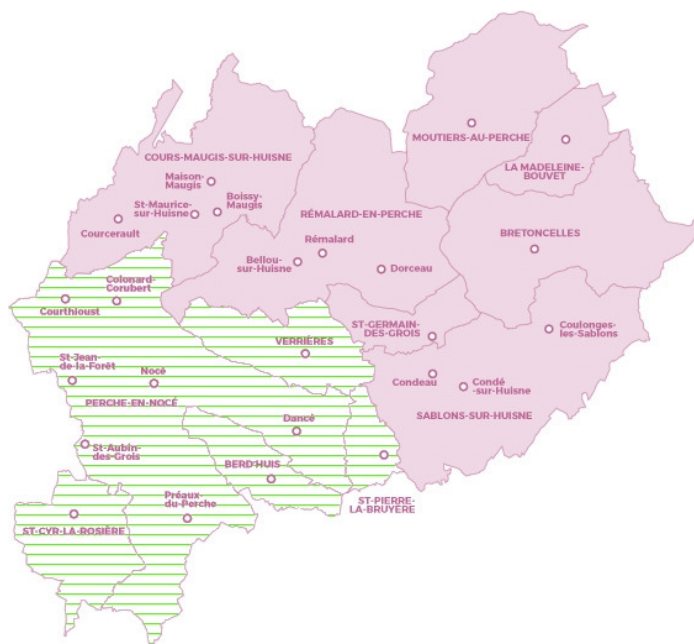 MOUTIERS-AU-PERCHE
LA MADELEINE-
BOUVET
COURS-MAUGIS-SUR-HUISNE
Maison-
Maugis
St-Maurice-
sur-Huisne
Boissy-
Maugis
Courcerault
RÉMALARD-EN-PERCHE
Rémalard
Bellou-
sur-Huisne
Dorceau
BRETONCELLES
Colonard-
Corubert
Courthioust
ST-GERMAIN-
DES-GROIS
Coulonges-
les-Sablons
VERRIÈRES
St-Jean-
de-la-Forêt
Nocé
PERCHE-EN-NOCÉ
Condeau
Condé
-sur-Huisne
SABLONS-SUR-HUISNE
Dancé
St-Aubin-
des-Grois
BERD'HUIS
Préaux-
du-Perche
ST-PIERRE-
LA-BRUYÈRE
ST-CYR-LA-ROSIÈRE